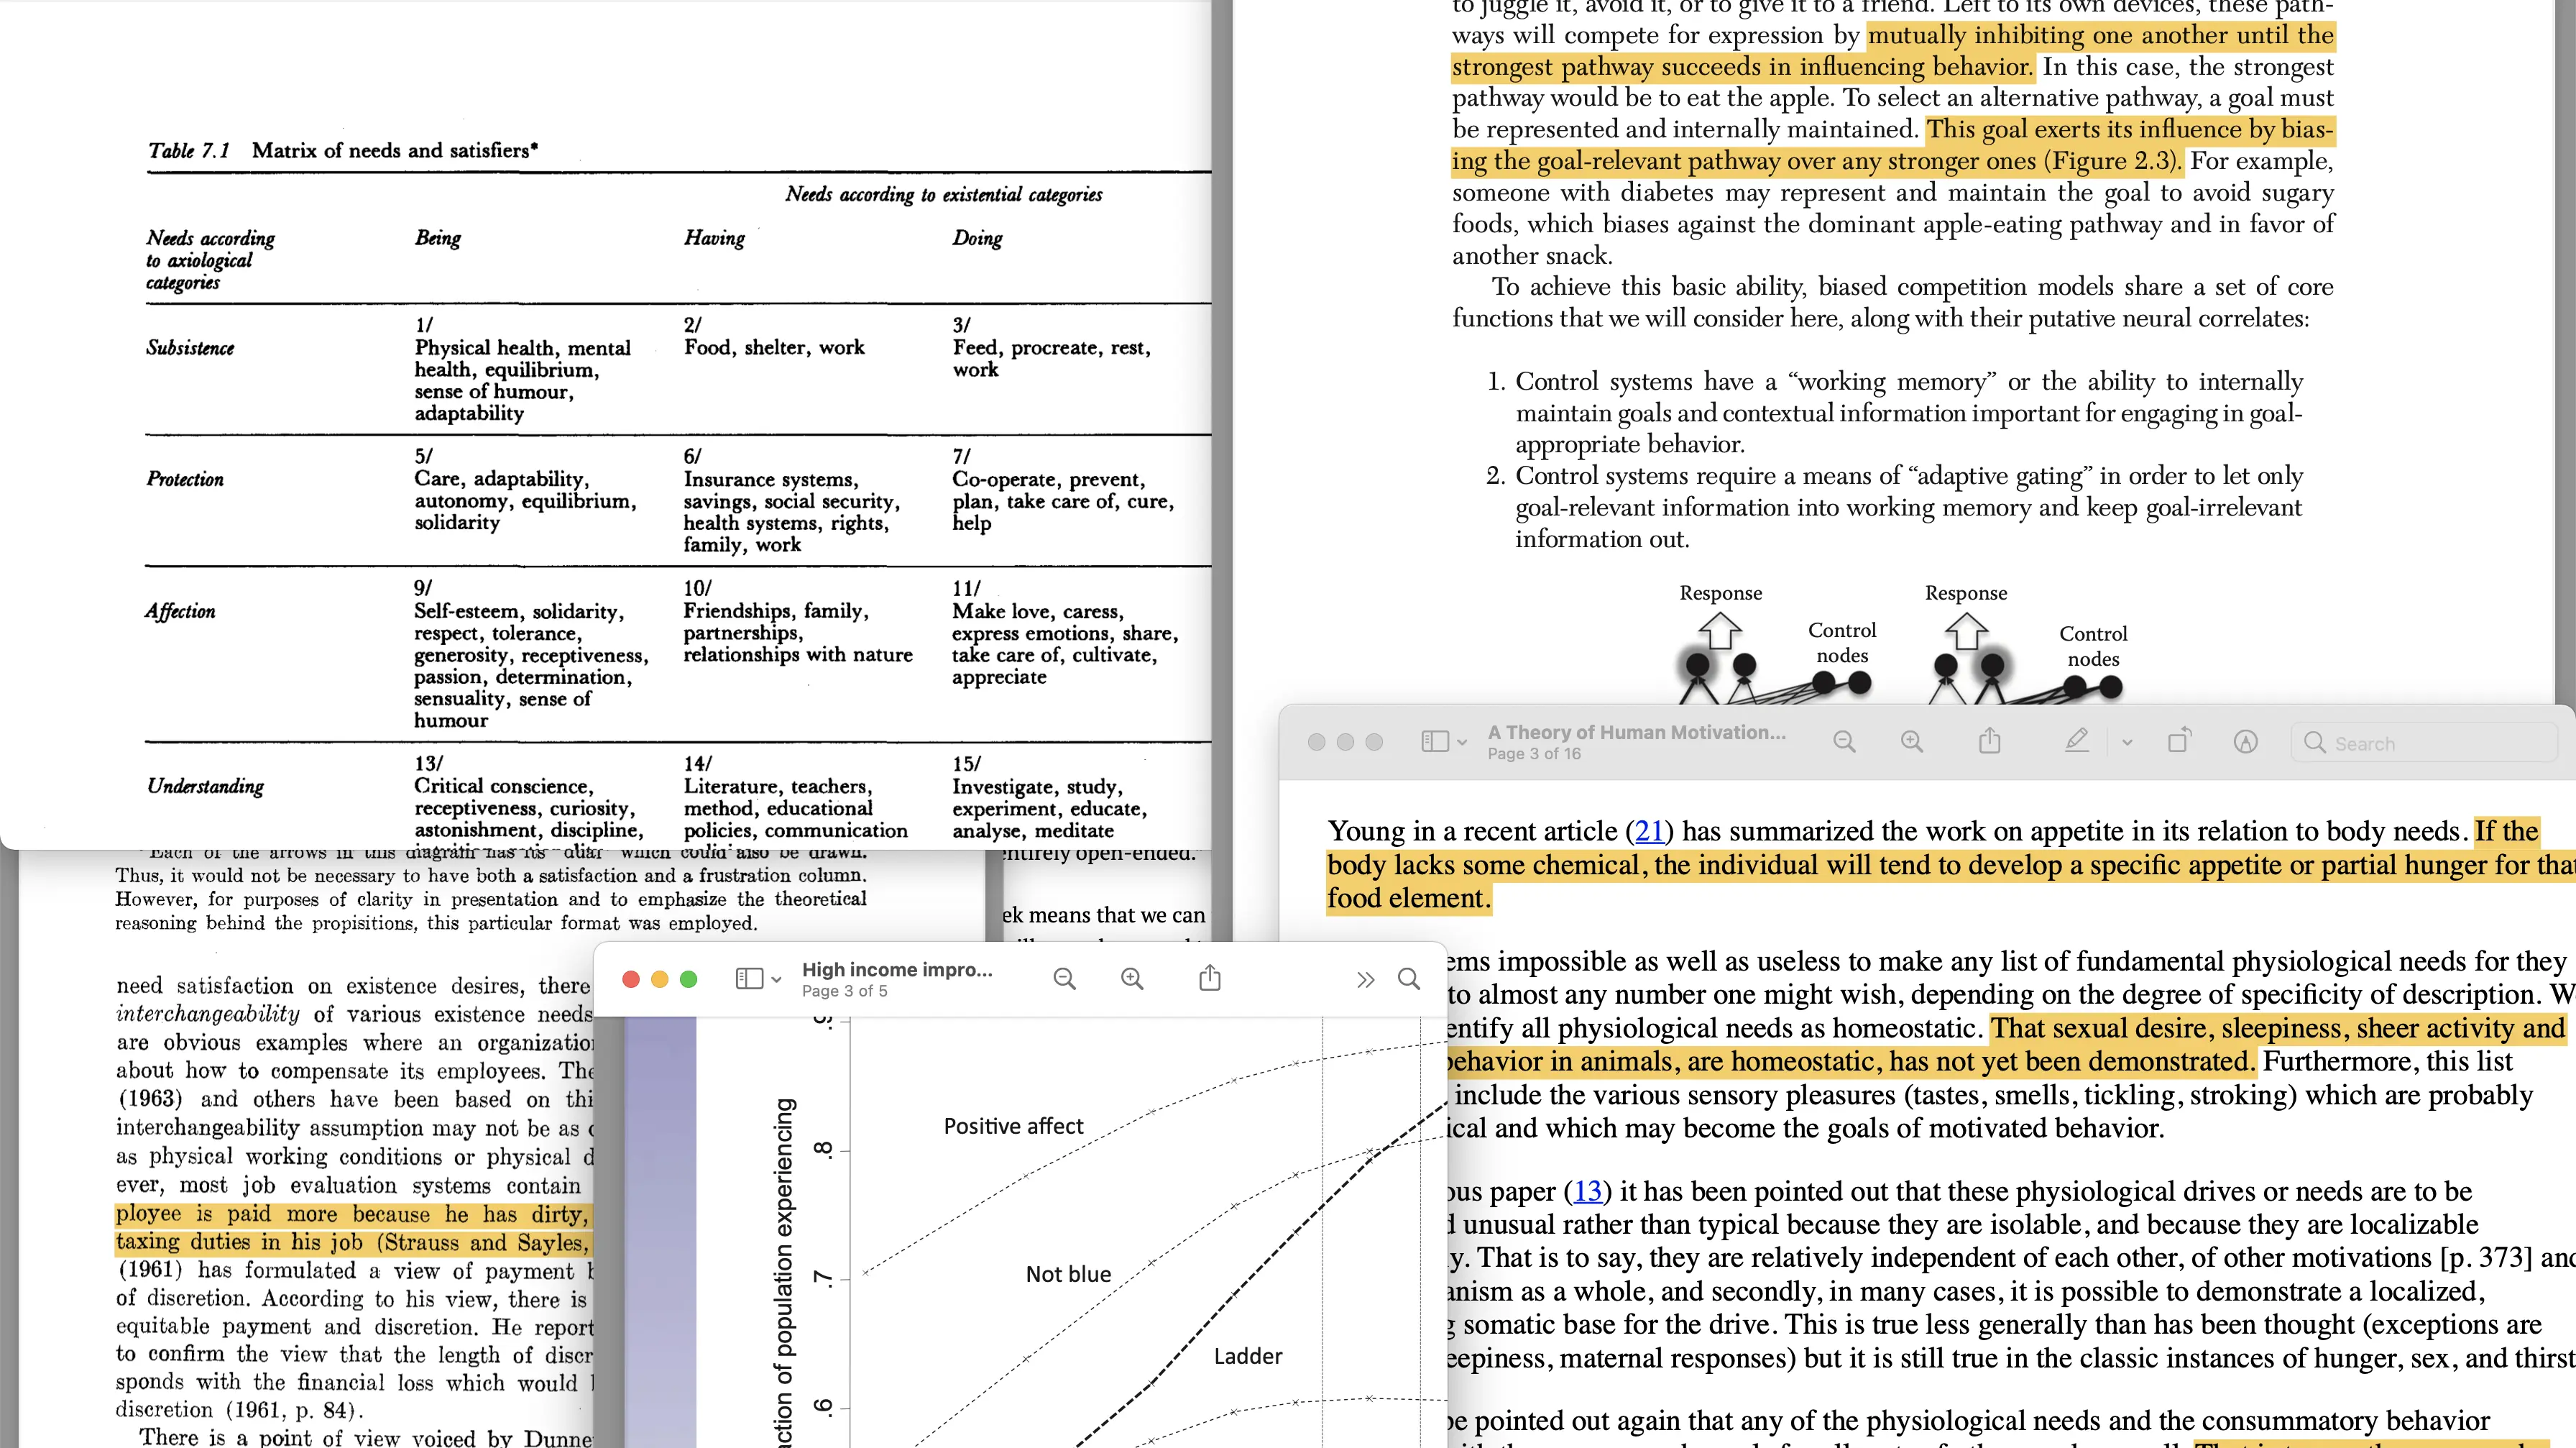 Table 7.1 Matrix of needs and satisfiers*
Needs according to existential categories
Needs according
to axiological
categories
Being
Having
Doing
Subsistence
1/
Physical health, mental
health, equilibrium,
sense of humour,
adaptability
2/
Food, shelter, work
3/
Feed, procreate, rest,
work
Protection
5/
Care, adaptability,
autonomy, equilibrium,
solidarity
6/
Insurance systems,
savings, social security,
health systems, rights,
family, work
7/
Co-operate, prevent,
plan, take care of, cure,
help
Affection
9/
Self-esteem, solidarity,
respect, tolerance,
generosity, receptiveness,
passion, determination,
sensuality, sense of
humour
10/
Friendships, family,
partnerships,
relationships with nature
11/
Make love, caress,
express emotions, share,
take care of, cultivate,
appreciate
Understanding
13/
Critical conscience,
receptiveness, curiosity,
astonishment, discipline,
14/
Literature, teachers,
method, educational
policies, communication
15/
Investigate, study,
experiment, educate,
analyse, meditate
to juggle it, avoid it, or to give it to a friend. Left to its own devices, these path-
ways will compete for expression by mutually inhibiting one another until the
strongest pathway succeeds in influencing behavior. In this case, the strongest
pathway would be to eat the apple. To select an alternative pathway, a goal must
be represented and internally maintained. This goal exerts its influence by bias-
ing the goal-relevant pathway over any stronger ones (Figure 2.3). For example,
someone with diabetes may represent and maintain the goal to avoid sugary
foods, which biases against the dominant apple-eating pathway and in favor of
another snack.
To achieve this basic ability, biased competition models share a set of core
functions that we will consider here, along with their putative neural correlates:
1. Control systems have a “working memory” or the ability to internally
maintain goals and contextual information important for engaging in goal-
appropriate behavior.
2. Control systems require a means of “adaptive gating” in order to let only
goal-relevant information into working memory and keep goal-irrelevant
information out.
Response
Control
nodes
Response
Control
nodes
Each of the arrows in this diagram has its "dual" which could also be drawn.
Thus, it would not be necessary to have both a satisfaction and a frustration column.
However, for purposes of clarity in presentation and to emphasize the theoretical
reasoning behind the propisitions, this particular format was employed.
need satisfaction on existence desires, there
interchangeability of various existence needs
are obvious examples where an
about how to compensate its employees.
(1963) and others have been based on
interchangeability assumption may not be as
as physical working conditions or physical
ever, most job evaluation systems contain
ployee is paid more because he has dirty,
taxing duties in his job (Strauss and Sayles,
(1961) has formulated a view of payment
of discretion. According to his view, there is
equitable payment and discretion. He
to confirm the view that the length of
sponds with the financial loss which would
discretion (1961, p. 84).
There is a point of view voiced by
entirely open-ended.
means that we can
High income impro...
Page 3 of 5
.8
.7
.6
Positive affect
Not blue
Ladder
of population experiencing
A Theory of Human Motivation...
Page 3 of 16
Search
Young in a recent article (21) has summarized the work on appetite in its relation to body needs. If the
body lacks some chemical, the individual will tend to develop a specific appetite or partial hunger for that
food element.
impossible as well as useless to make any list of fundamental physiological needs for they
to almost any number one might wish, depending on the degree of specificity of description.
all physiological needs as homeostatic. That sexual desire, sleepiness, sheer activity and
behavior in animals, are homeostatic, has not yet been demonstrated. Furthermore, this list
include the various sensory pleasures (tastes, smells, tickling, stroking) which are probably
and which may become the goals of motivated behavior.
paper (13) it has been pointed out that these physiological drives or needs are to be
unusual rather than typical because they are isolable, and because they are localizable
That is to say, they are relatively independent of each other, of other motivations [p. 373] and
as a whole, and secondly, in many cases, it is possible to demonstrate a localized,
somatic base for the drive. This is true less generally than has been thought (exceptions are
maternal responses) but it is still true in the classic instances of hunger, sex, and thirst
be pointed out again that any of the physiological needs and the consummatory behavior